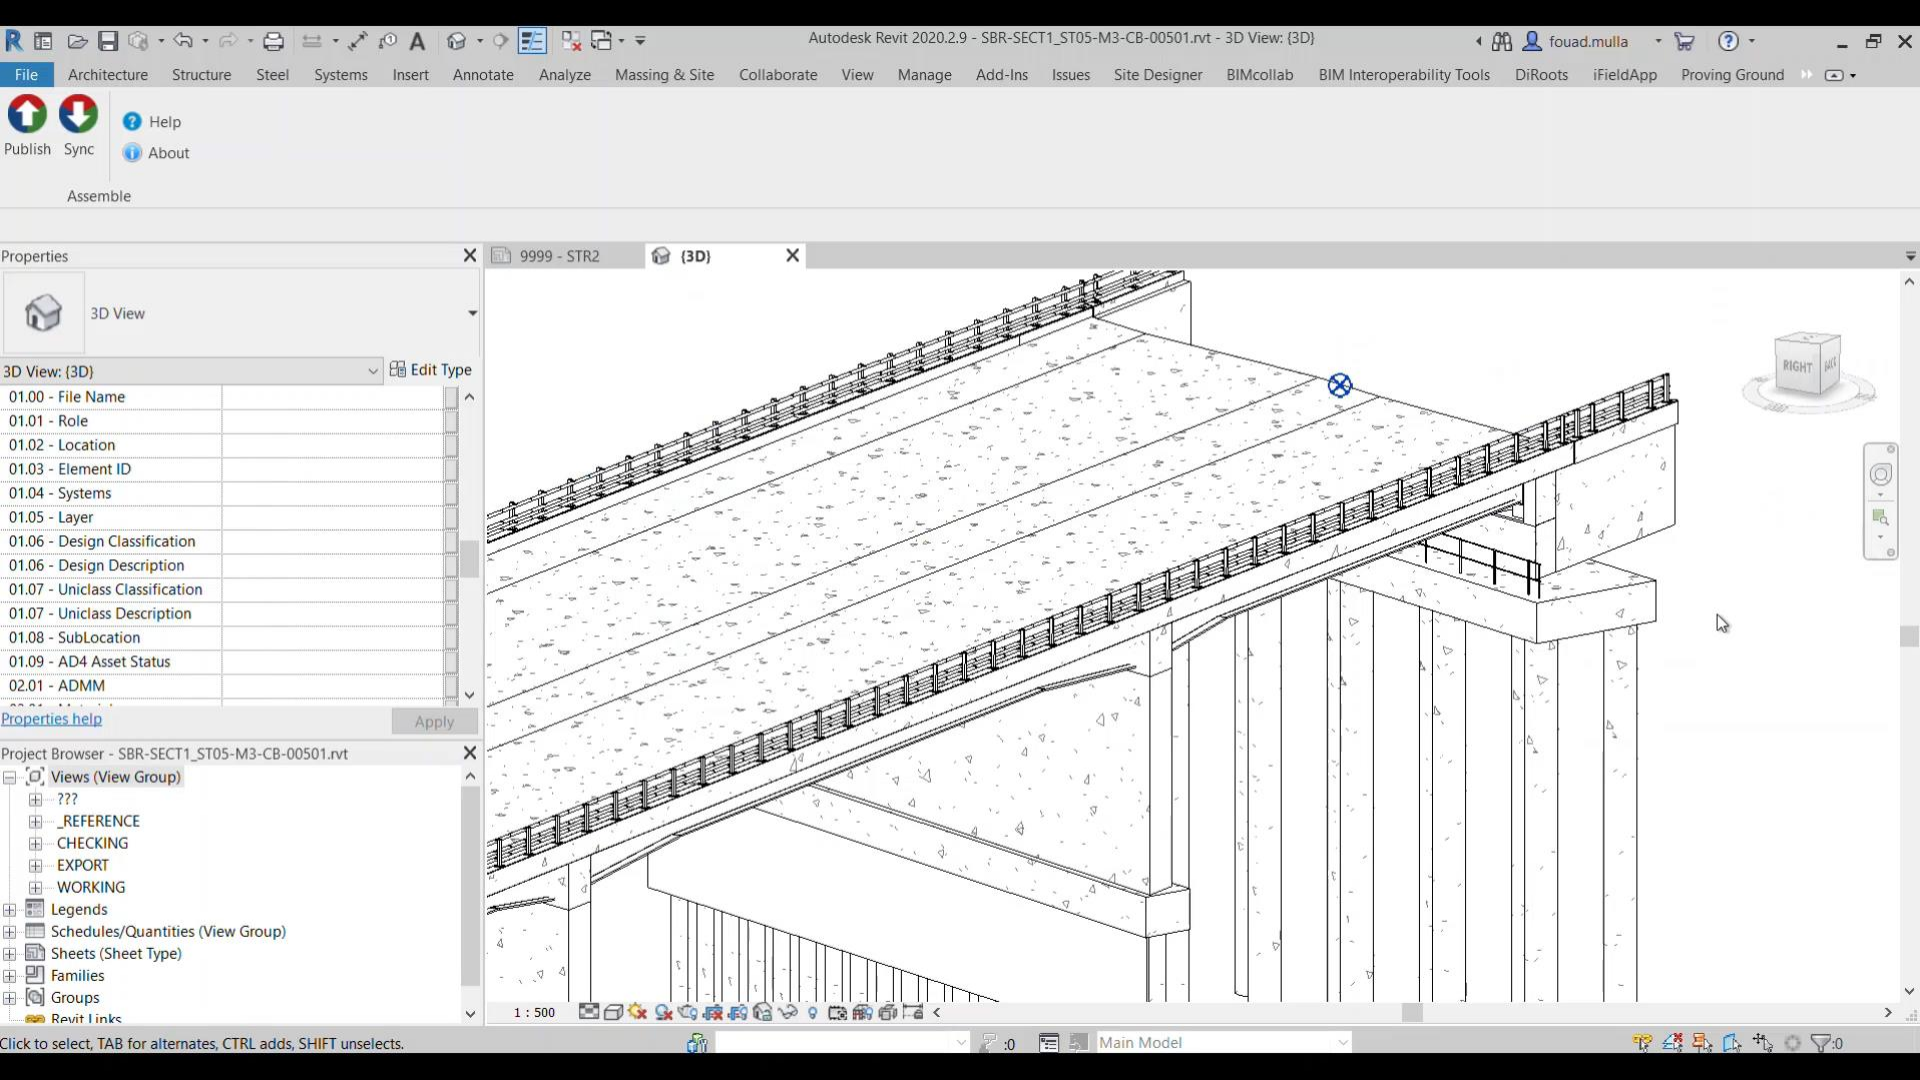 Autodesk Revit 2020.2.9 - SBR-SECT1_ST05-M3-CB-00501.rvt - 3D View: {3D}
fouad.mulla
File Architecture Structure Steel Systems Insert Annotate Analyze Massing & Site Collaborate View Manage Add-Ins Issues Site Designer BIMcollab BIM Interoperability Tools DiRoots iFieldApp Proving Ground
Publish Sync
Help
About
Assemble
Properties
9999 - STR2
{3D}
3D View
3D View: {3D}
Edit Type
01.00 - File Name
01.01 - Role
01.02 - Location
01.03 - Element ID
01.04 - Systems
01.05 - Layer
01.06 - Design Classification
01.06 - Design Description
01.07 - Uniclass Classification
01.07 - Uniclass Description
01.08 - SubLocation
01.09 - AD4 Asset Status
02.01 - ADMM
Properties help
Apply
RIGHT
Project Browser - SBR-SECT1_ST05-M3-CB-00501.rvt
Views (View Group)
???
_REFERENCE
CHECKING
EXPORT
WORKING
Legends
Schedules/Quantities (View Group)
Sheets (Sheet Type)
Families
Groups
Revit Links
1 : 500
Click to select, TAB for alternates, CTRL adds, SHIFT unselects.
:0
Main Model
:0